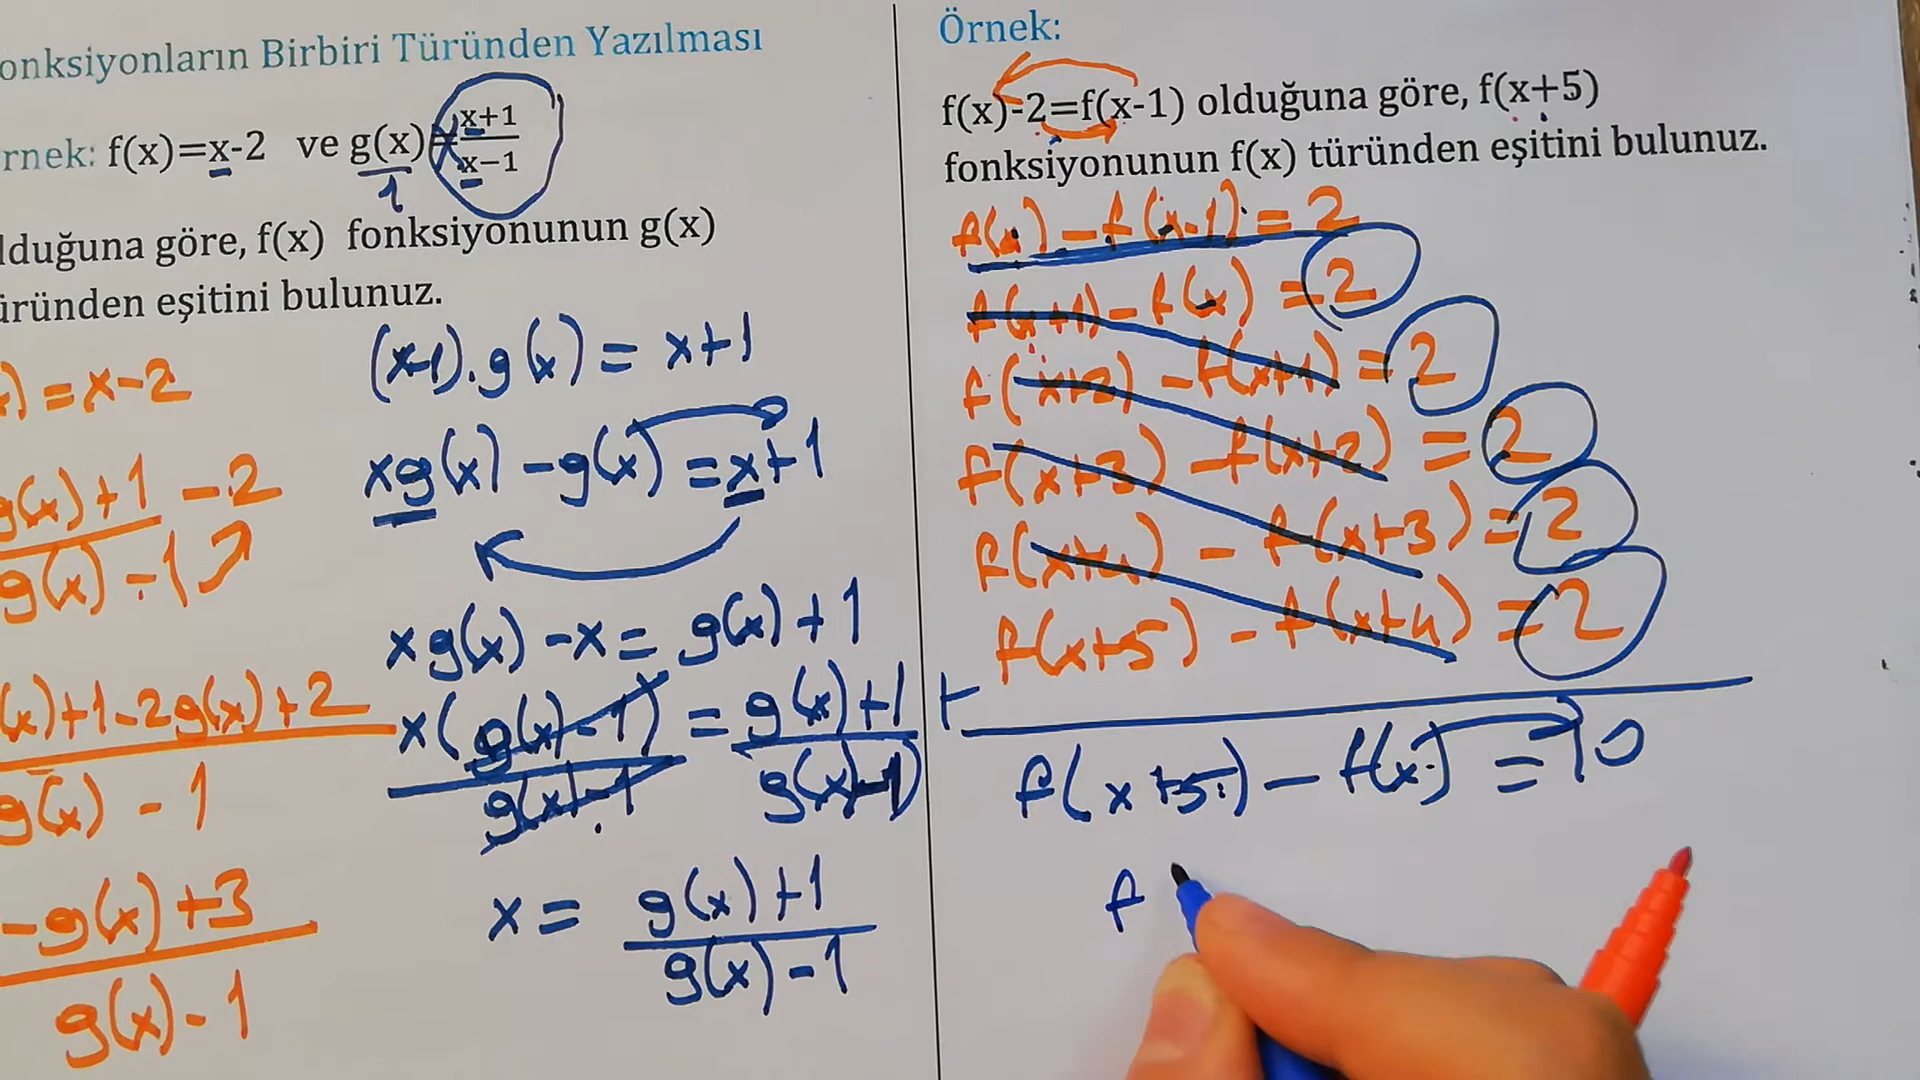 onksiyonların Birbiri Türünden Yazılması
rnek: f(x)=x-2 ve g(x)=x+1/x−1
1
lduğuna göre, f(x) fonksiyonunun g(x)
üründen eşitini bulunuz.
) = x-2
g(x)+1/g(x)-1 -2
(x)+1-2g(x)+2/g(x)-1
-g(x)+3/g(x)-1
(x-1).g(x) = x+1
xg(x) - g(x) = x+1
xg(x) - x = g(x)+1
x(g(x)-1)/g(x)-1 = g(x)+1/g(x)-1
x = g(x)+1/g(x)-1
Örnek:
f(x)-2=f(x-1) olduğuna göre, f(x+5)
fonksiyonunun f(x) türünden eşitini bulunuz.
f(x) - f(x-1) = 2
f(x+1) - f(x) = 2
f(x+2) - f(x+1) = 2
f(x+3) - f(x+2) = 2
f(x+4) - f(x+3) = 2
f(x+5) - f(x+4) = 2
+
f(x+5) - f(x) = 10
f